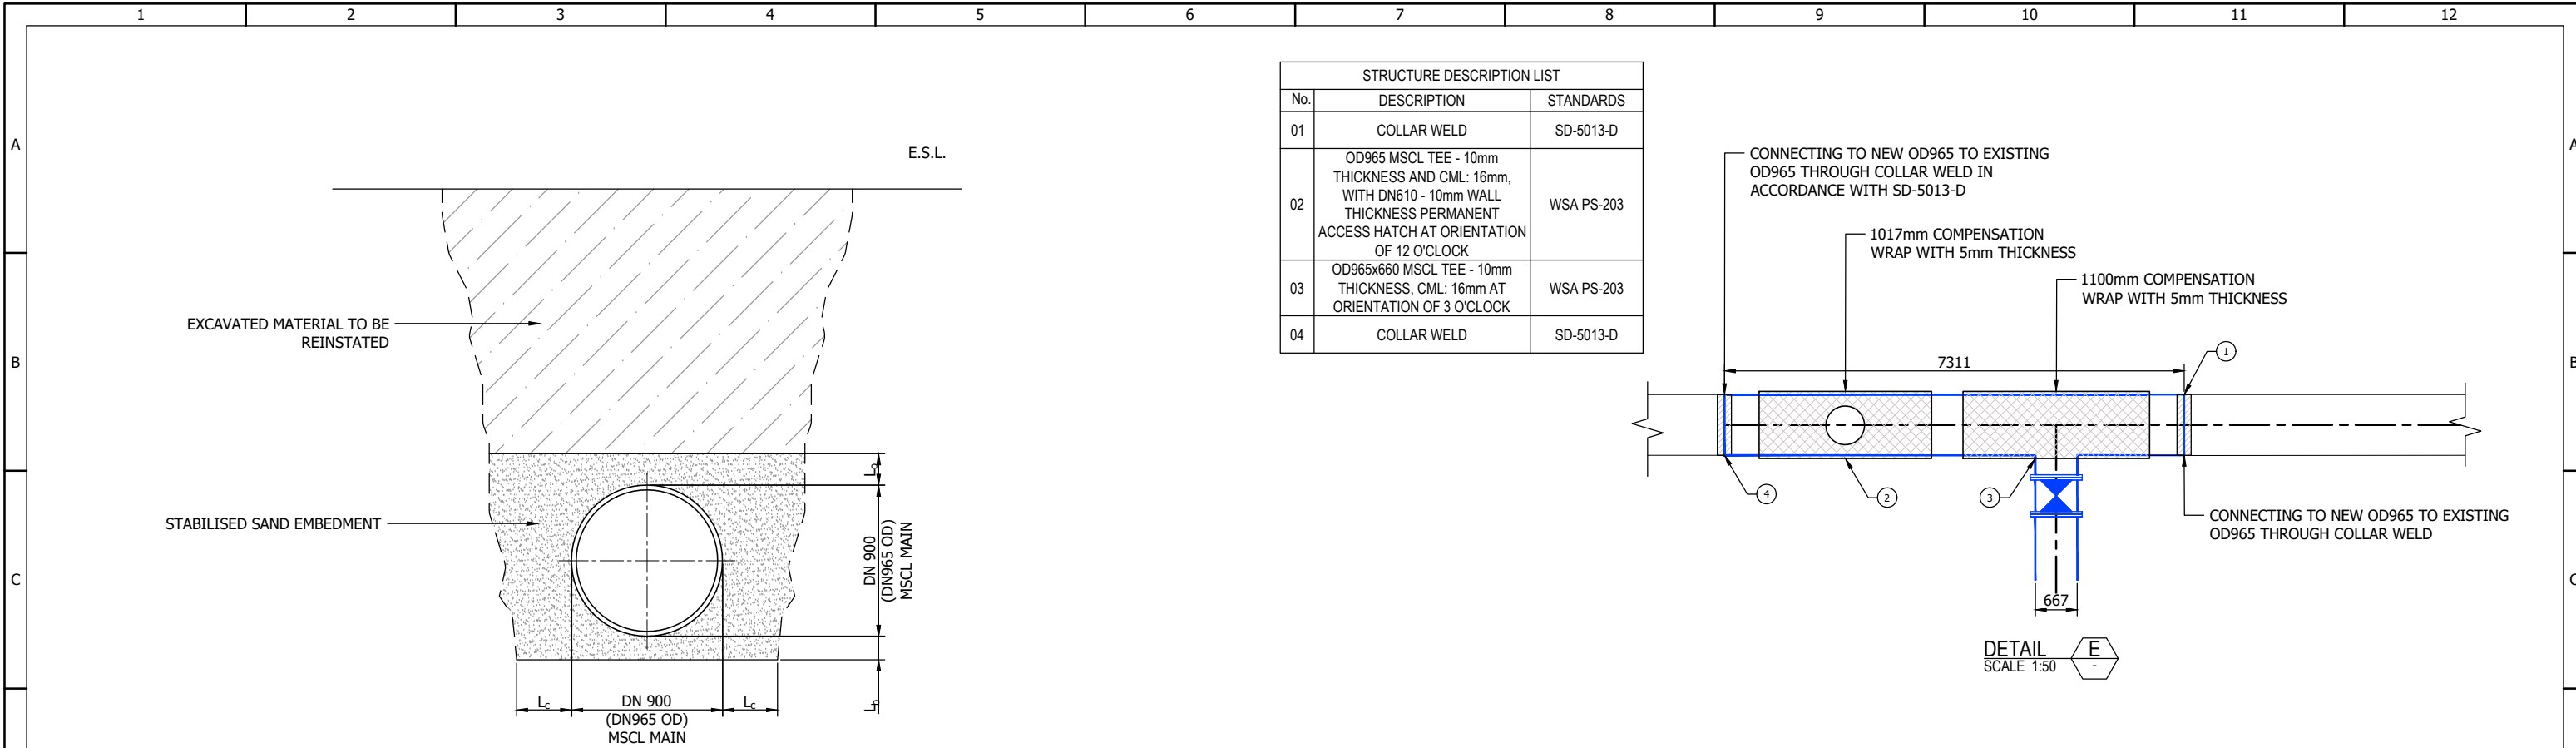 1 2 3 4 5 6 7 8 9 10 11 12
A
B
C
E.S.L.
EXCAVATED MATERIAL TO BE
REINSTATED
STABILISED SAND EMBEDMENT
Lo
DN 900
(DN965 OD)
MSCL MAIN
Lb
Lc
DN 900
(DN965 OD)
MSCL MAIN
Lc
STRUCTURE DESCRIPTION LIST
No. DESCRIPTION STANDARDS
01 COLLAR WELD SD-5013-D
02 OD965 MSCL TEE - 10mm
THICKNESS AND CML: 16mm,
WITH DN610 - 10mm WALL
THICKNESS PERMANENT
ACCESS HATCH AT ORIENTATION
OF 12 O'CLOCK
WSA PS-203
03 OD965x660 MSCL TEE - 10mm
THICKNESS, CML: 16mm AT
ORIENTATION OF 3 O'CLOCK
WSA PS-203
04 COLLAR WELD SD-5013-D
CONNECTING TO NEW OD965 TO EXISTING
OD965 THROUGH COLLAR WELD IN
ACCORDANCE WITH SD-5013-D
1017mm COMPENSATION
WRAP WITH 5mm THICKNESS
1100mm COMPENSATION
WRAP WITH 5mm THICKNESS
7311
1
4
2
3
CONNECTING TO NEW OD965 TO EXISTING
OD965 THROUGH COLLAR WELD
667
DETAIL E
SCALE 1:50 -
A
B
C